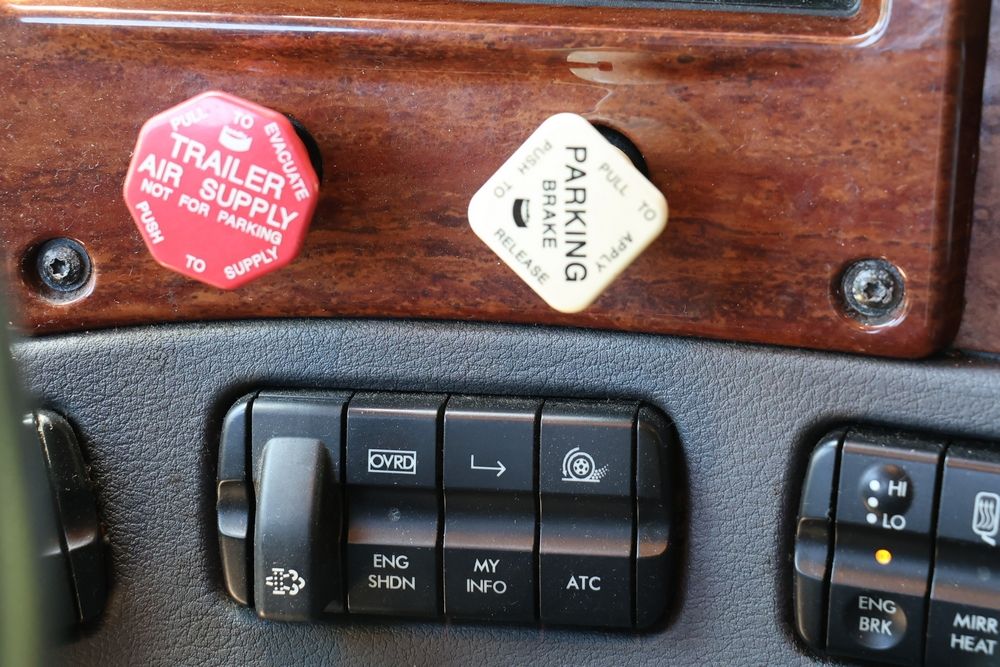 PULL TO EVACUATE
TRAILER
AIR SUPPLY
NOT FOR PARKING
PUSH TO SUPPLY
PULL TO APPLY
PARKING
BRAKE
PUSH TO RELEASE
OVRD
ENG
SHDN
MY
INFO
ATC
HI
LO
ENG
BRK
MIRR
HEAT